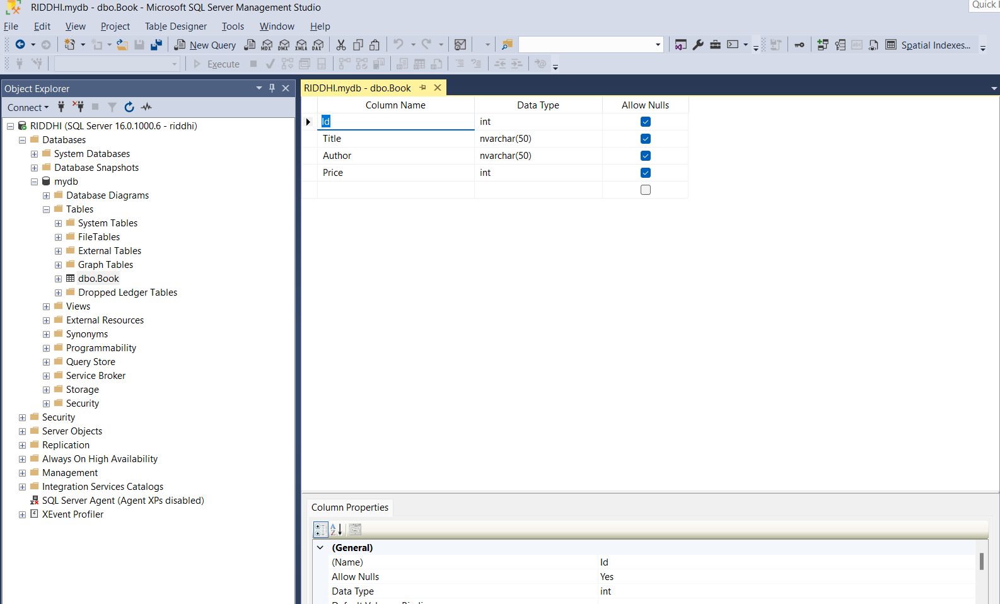 RIDDHI.mydb - dbo.Book - Microsoft SQL Server Management Studio
Quick
File Edit View Project Table Designer Tools Window Help
New Query MDX DMX XMLA DAX Spatial Indexes...
Execute
Object Explorer
Connect
RIDDHI (SQL Server 16.0.1000.6 - riddhi)
Databases
System Databases
Database Snapshots
mydb
Database Diagrams
Tables
System Tables
FileTables
External Tables
Graph Tables
dbo.Book
Dropped Ledger Tables
Views
External Resources
Synonyms
Programmability
Query Store
Service Broker
Storage
Security
Security
Server Objects
Replication
Always On High Availability
Management
Integration Services Catalogs
SQL Server Agent (Agent XPs disabled)
XEvent Profiler
RIDDHI.mydb - dbo.Book
Column Name Data Type Allow Nulls
Id int
Title nvarchar(50)
Author nvarchar(50)
Price int
Column Properties
(General)
(Name) Id
Allow Nulls Yes
Data Type int